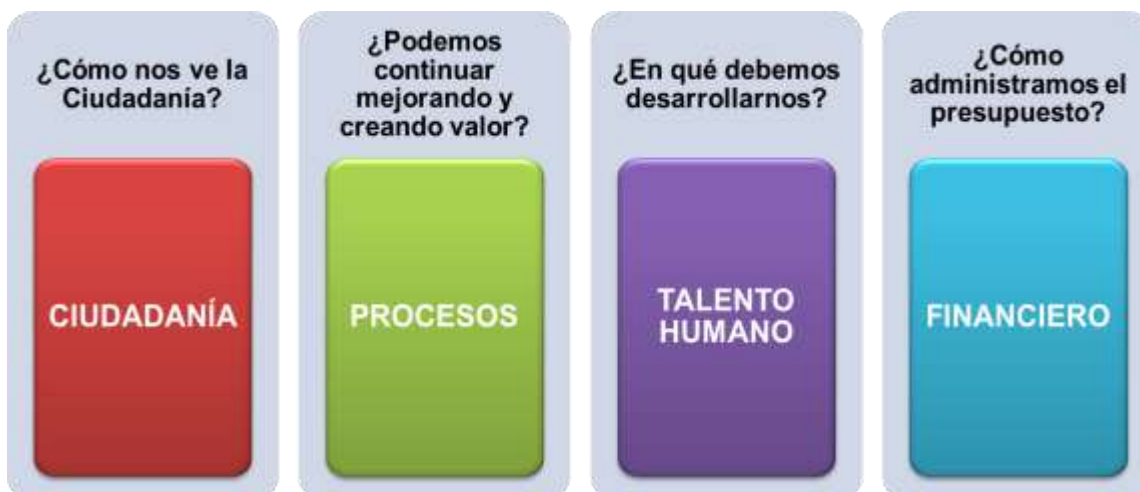 ¿Cómo nos ve la
Ciudadanía?
CIUDADANÍA
¿Podemos
continuar
mejorando y
creando valor?
PROCESOS
¿En qué debemos
desarrollarnos?
TALENTO
HUMANO
¿Cómo
administramos el
presupuesto?
FINANCIERO